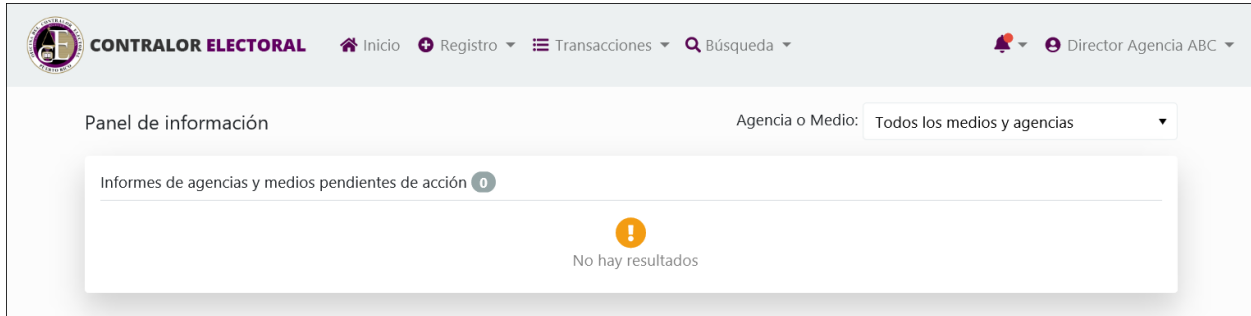 CONTRALOR ELECTORAL Inicio Registro Transacciones Búsqueda Director Agencia ABC
Panel de información Agencia o Medio: Todos los medios y agencias
Informes de agencias y medios pendientes de acción 0
No hay resultados